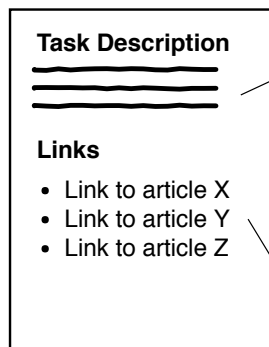 Task Description
Links
• Link to article X
• Link to article Y
• Link to article Z